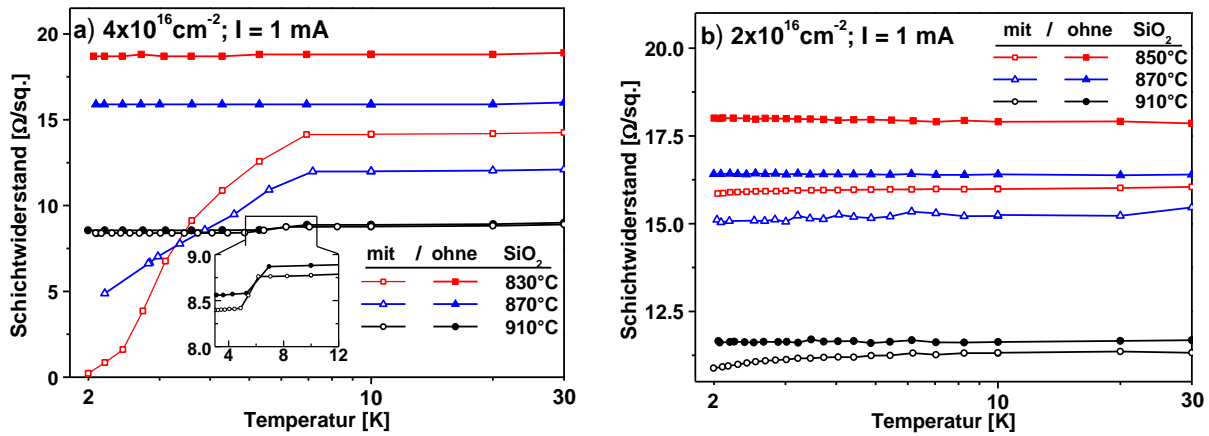 a) 4x10¹⁶cm⁻²; I = 1 mA
Schichtwiderstand [Ω/sq.]
20
15
10
5
0
2
10
30
Temperatur [K]
9.0
8.5
8.0
4
8
12
mit / ohne SiO₂
830°C
870°C
910°C
b) 2x10¹⁶cm⁻²; I = 1 mA
mit / ohne SiO₂
850°C
870°C
910°C
Schichtwiderstand [Ω/sq.]
20.0
17.5
15.0
12.5
11.5
2
10
30
Temperatur [K]